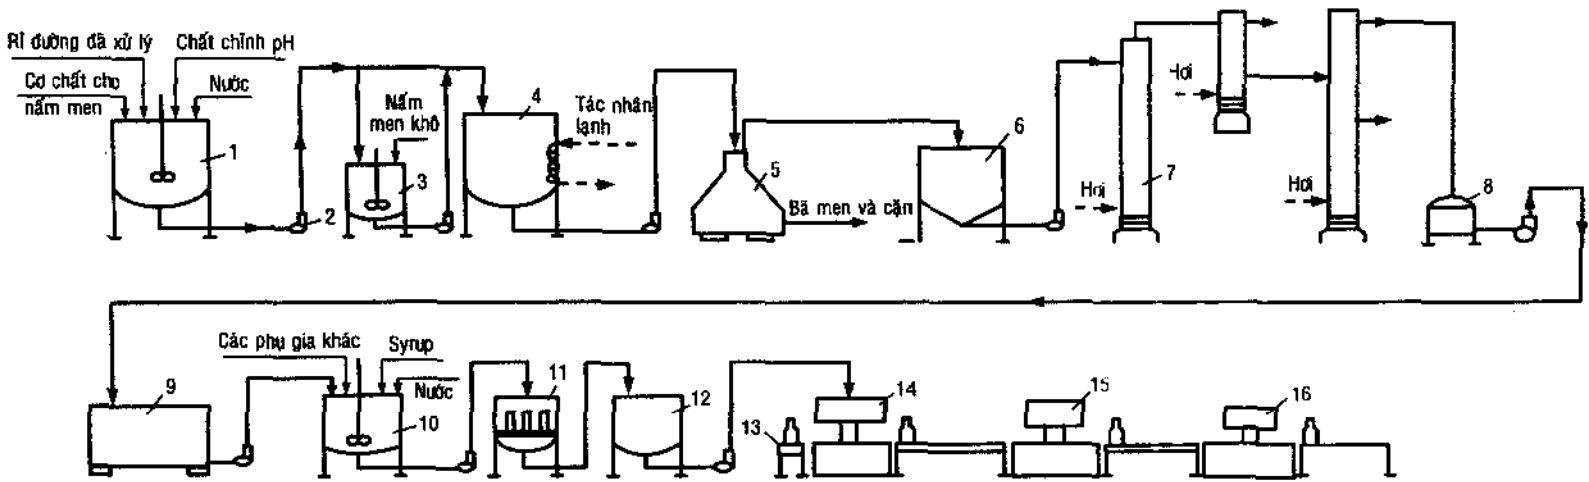 Rỉ đường đã xử lý
Chất chỉnh pH
Cơ chất cho
nấm men
Nước
1
2
Nấm
men khô
3
4
Tác nhân
lạnh
5
Bã men và cặn
6
Hơi
7
Hơi
Hơi
8
9
Các phụ gia khác
Syrup
Nước
10
11
12
13
14
15
16